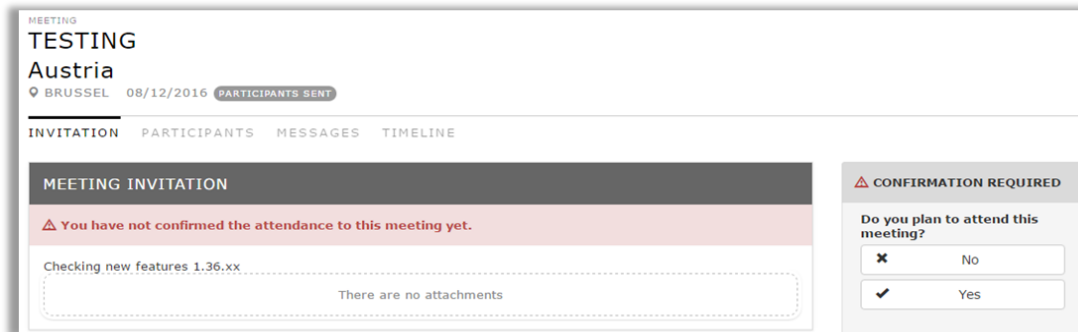 MEETING
TESTING
Austria
BRUSSEL 08/12/2016 PARTICIPANTS SENT
INVITATION PARTICIPANTS MESSAGES TIMELINE
MEETING INVITATION
You have not confirmed the attendance to this meeting yet.
Checking new features 1.36.xx
There are no attachments
CONFIRMATION REQUIRED
Do you plan to attend this
meeting?
No
Yes